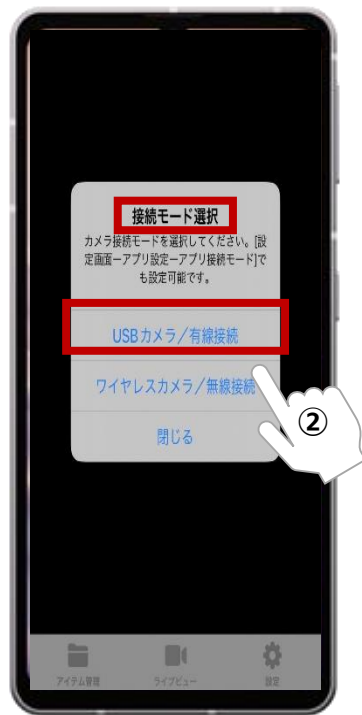 接続モード選択
カメラ接続モードを選択してください。[設
定画面ーアプリ設定ーアプリ接続モード]で
も設定可能です。
USBカメラ／有線接続
ワイヤレスカメラ／無線接続
閉じる
②
アイテム管理 ライブビュー 設定